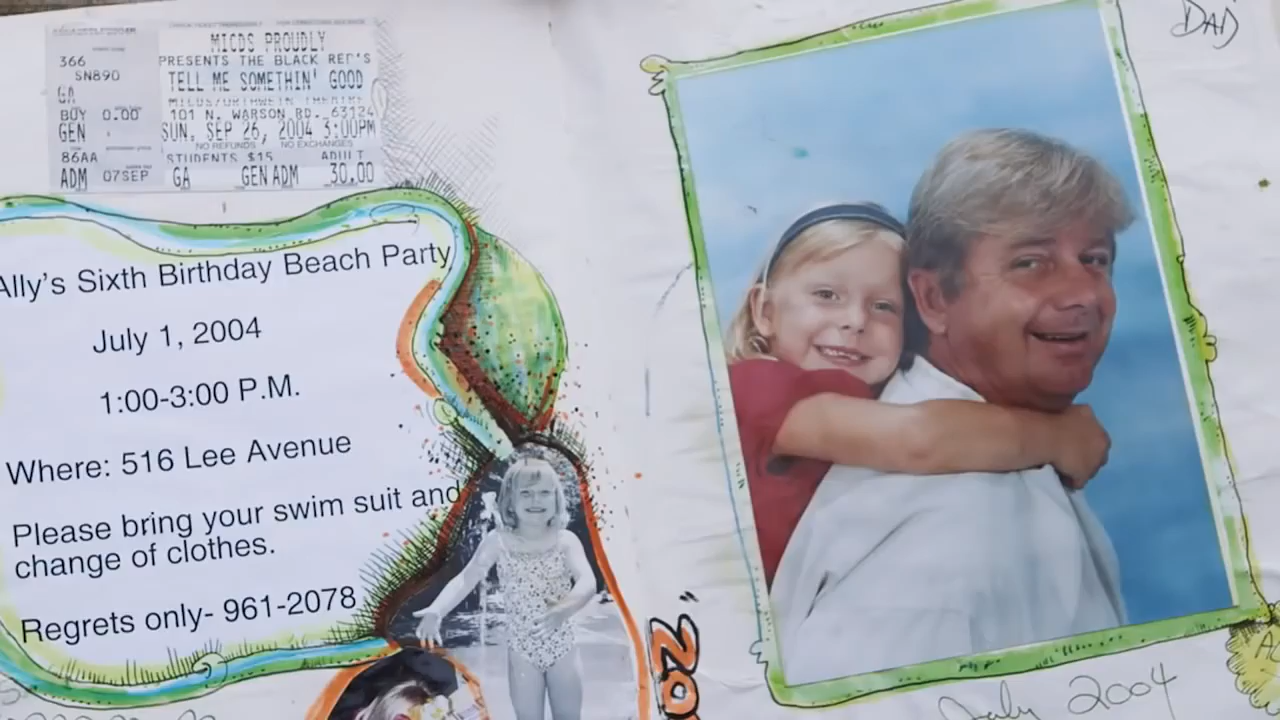 366
SN890
GA
BUY 0.00
GEN
86AA
ADM 07SEP
MICDS PROUDLY
PRESENTS THE BLACK REP'S
TELL ME SOMETHIN' GOOD
101 N. WARSON RD. 63124
SUN. SEP 26, 2004 3:00PM
NO REFUNDS NO EXCHANGES
STUDENTS $15 ADULT
GA GENADM 30.00
Ally's Sixth Birthday Beach Party
July 1, 2004
1:00-3:00 P.M.
Where: 516 Lee Avenue
Please bring your swim suit and
change of clothes.
Regrets only- 961-2078
DAD
July 2004
"20